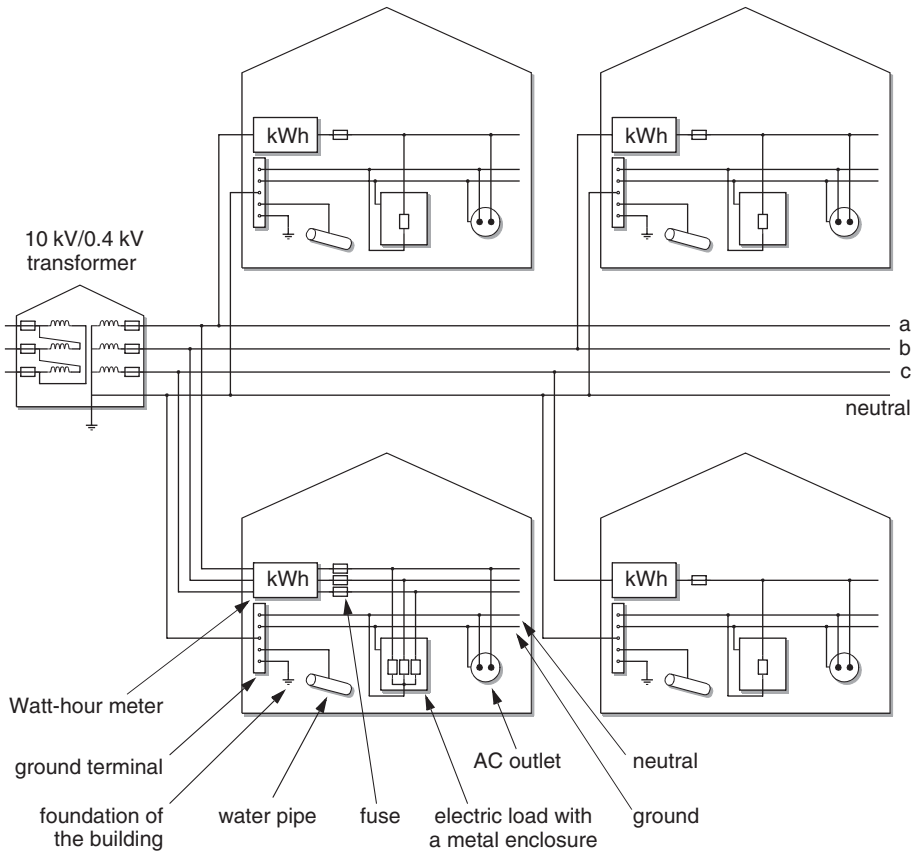 kWh
kWh
10 kV/0.4 kV
transformer
a
b
c
neutral
kWh
kWh
Watt-hour meter
ground terminal
foundation of
the building
water pipe
fuse
AC outlet
electric load with
a metal enclosure
neutral
ground